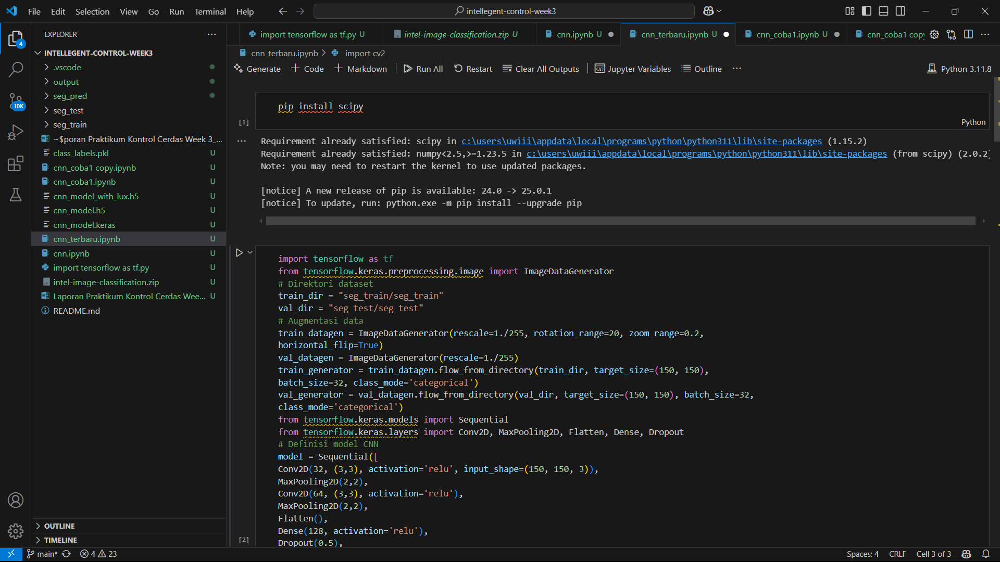 File Edit Selection View Go Run Terminal Help
intellegent-control-week3
EXPLORER
INTELLEGENT-CONTROL-WEEK3
.vscode
output
seg_pred
seg_test
seg_train
~$poran Praktikum Kontrol Cerdas Week 3_...
class_labels.pkl U
cnn_coba1 copy.ipynb U
cnn_coba1.ipynb U
cnn_model_with_lux.h5 U
cnn_model.h5 U
cnn_model.keras U
cnn_terbaru.ipynb U
cnn.ipynb U
import tensorflow as tf.py U
intel-image-classification.zip U
Laporan Praktikum Kontrol Cerdas Wee... U
README.md
OUTLINE
TIMELINE
4
10K
import tensorflow as tf.py U
intel-image-classification.zip U
cnn.ipynb U
cnn_terbaru.ipynb U
cnn_coba1.ipynb U
cnn_coba1 copy
cnn_terbaru.ipynb > import cv2
Generate + Code + Markdown Run All Restart Clear All Outputs Jupyter Variables Outline ... Python 3.11.8
pip install scipy
[1]
Python
Requirement already satisfied: scipy in c:\users\uwiii\appdata\local\programs\python\python311\lib\site-packages (1.15.2)
Requirement already satisfied: numpy<2.5,>=1.23.5 in c:\users\uwiii\appdata\local\programs\python\python311\lib\site-packages (from scipy) (2.0.2)
Note: you may need to restart the kernel to use updated packages.
[notice] A new release of pip is available: 24.0 -> 25.0.1
[notice] To update, run: python.exe -m pip install --upgrade pip
import tensorflow as tf
from tensorflow.keras.preprocessing.image import ImageDataGenerator
# Direktori dataset
train_dir = "seg_train/seg_train"
val_dir = "seg_test/seg_test"
# Augmentasi data
train_datagen = ImageDataGenerator(rescale=1./255, rotation_range=20, zoom_range=0.2,
horizontal_flip=True)
val_datagen = ImageDataGenerator(rescale=1./255)
train_generator = train_datagen.flow_from_directory(train_dir, target_size=(150, 150),
batch_size=32, class_mode='categorical')
val_generator = val_datagen.flow_from_directory(val_dir, target_size=(150, 150), batch_size=32,
class_mode='categorical')
from tensorflow.keras.models import Sequential
from tensorflow.keras.layers import Conv2D, MaxPooling2D, Flatten, Dense, Dropout
# Definisi model CNN
model = Sequential([
Conv2D(32, (3,3), activation='relu', input_shape=(150, 150, 3)),
MaxPooling2D(2,2),
Conv2D(64, (3,3), activation='relu'),
MaxPooling2D(2,2),
Flatten(),
Dense(128, activation='relu'),
Dropout(0.5),
[2]
main* 4 23
Spaces: 4 CRLF Cell 3 of 3